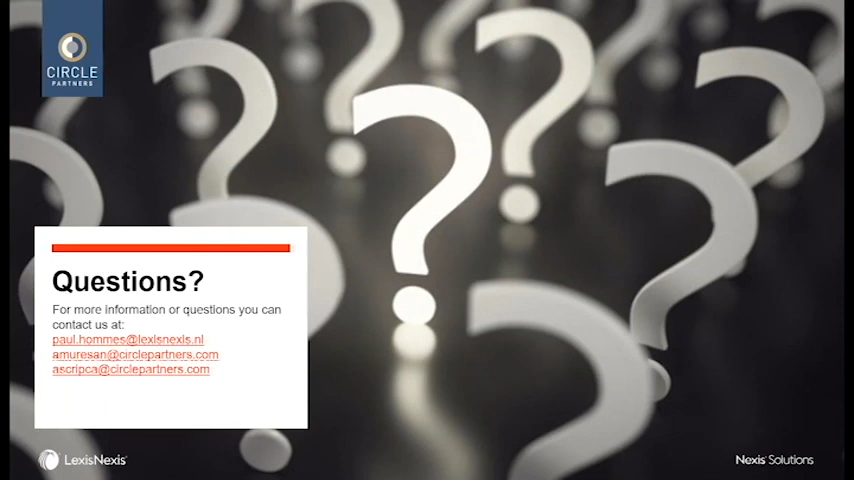 CIRCLE
PARTNERS
Questions?
For more information or questions you can
contact us at:
paul.hommes@lexisnexis.nl
amuresan@circlepartners.com
ascripca@circlepartners.com
LexisNexis
Nexis Solutions